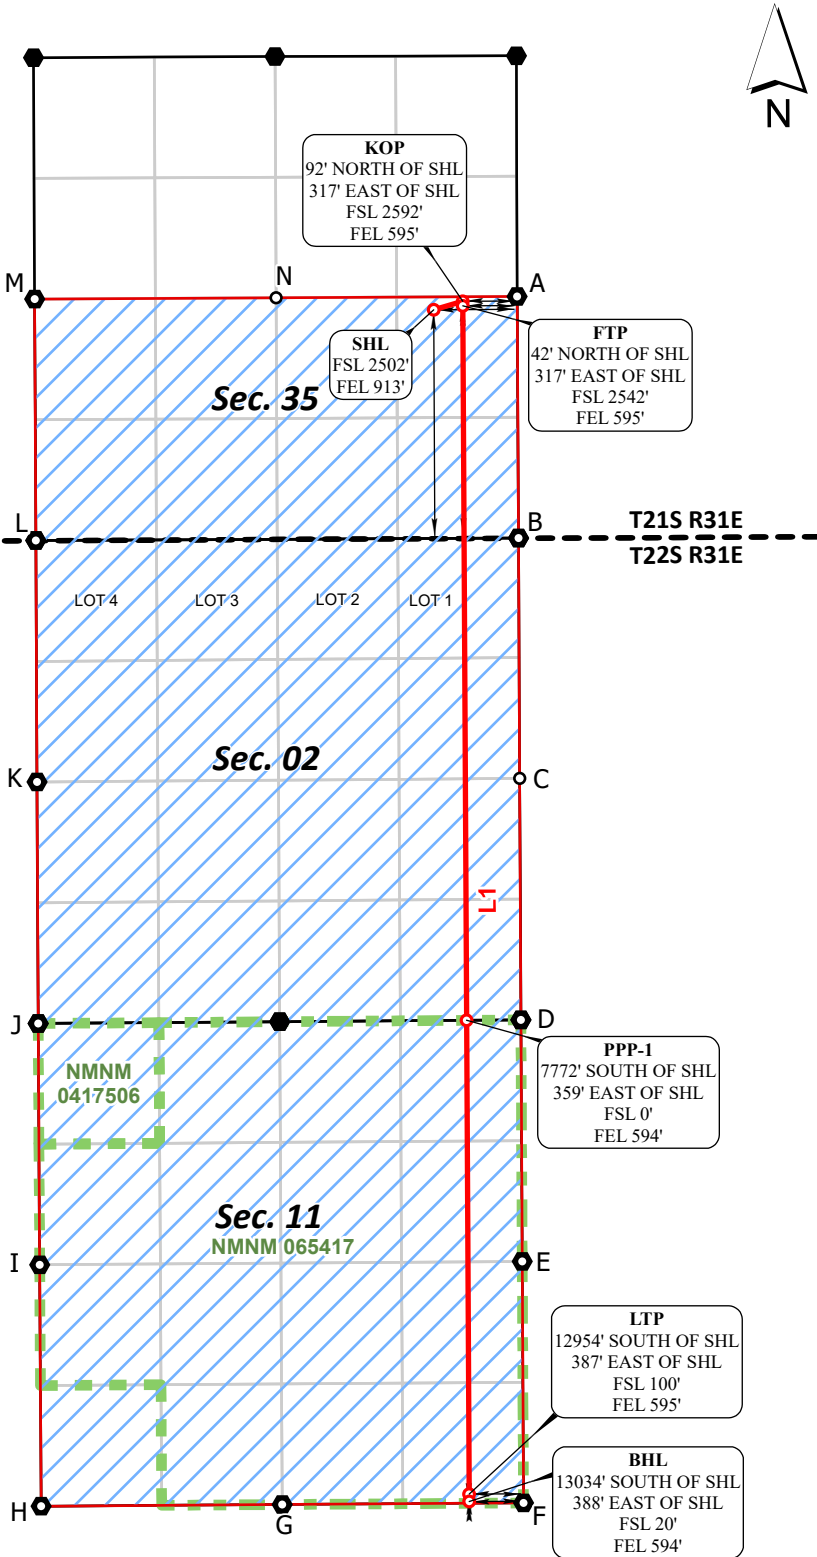 N
KOP
92' NORTH OF SHL
317' EAST OF SHL
FSL 2592'
FEL 595'
M
N
A
SHL
FSL 2502'
FEL 913'
FTP
42' NORTH OF SHL
317' EAST OF SHL
FSL 2542'
FEL 595'
Sec. 35
L
B
T21S R31E
T22S R31E
LOT 4
LOT 3
LOT 2
LOT 1
Sec. 02
K
C
L1
J
D
NMNM
0417506
PPP-1
7772' SOUTH OF SHL
359' EAST OF SHL
FSL 0'
FEL 594'
Sec. 11
NMNM 065417
I
E
LTP
12954' SOUTH OF SHL
387' EAST OF SHL
FSL 100'
FEL 595'
BHL
13034' SOUTH OF SHL
388' EAST OF SHL
FSL 20'
FEL 594'
H
G
F